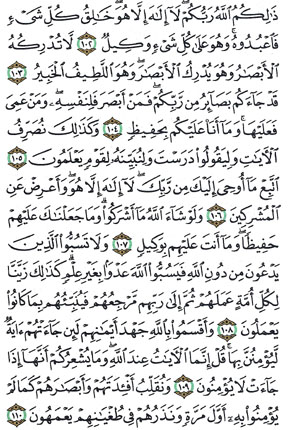 ذَٰلِكُمُ ٱللَّهُ رَبُّكُمْ ۖ لَآ إِلَٰهَ إِلَّا هُوَ ۖ خَٰلِقُ كُلِّ شَىْءٍ
فَٱعْبُدُوهُ ۚ وَهُوَ عَلَىٰ كُلِّ شَىْءٍ وَكِيلٌ ١٠٢ لَّا تُدْرِكُهُ
ٱلْأَبْصَٰرُ وَهُوَ يُدْرِكُ ٱلْأَبْصَٰرَ ۖ وَهُوَ ٱللَّطِيفُ ٱلْخَبِيرُ ١٠٣
قَدْ جَآءَكُم بَصَآئِرُ مِن رَّبِّكُمْ ۖ فَمَنْ أَبْصَرَ فَلِنَفْسِهِۦ ۖ وَمَنْ عَمِىَ
فَعَلَيْهَا ۚ وَمَآ أَنَا۠ عَلَيْكُم بِحَفِيظٍ ١٠٤ وَكَذَٰلِكَ نُصَرِّفُ
ٱلْءَايَٰتِ وَلِيَقُولُوا۟ دَرَسْتَ وَلِنُبَيِّنَهُۥ لِقَوْمٍ يَعْلَمُونَ ١٠٥
ٱتَّبِعْ مَآ أُوحِىَ إِلَيْكَ مِن رَّبِّكَ ۖ لَآ إِلَٰهَ إِلَّا هُوَ ۖ وَأَعْرِضْ عَنِ
ٱلْمُشْرِكِينَ ١٠٦ وَلَوْ شَآءَ ٱللَّهُ مَآ أَشْرَكُوا۟ ۗ وَمَا جَعَلْنَٰكَ عَلَيْهِمْ
حَفِيظًا ۖ وَمَآ أَنتَ عَلَيْهِم بِوَكِيلٍ ١٠٧ وَلَا تَسُبُّوا۟ ٱلَّذِينَ
يَدْعُونَ مِن دُونِ ٱللَّهِ فَيَسُبُّوا۟ ٱللَّهَ عَدْوًۢا بِغَيْرِ عِلْمٍ ۗ كَذَٰلِكَ زَيَّنَّا
لِكُلِّ أُمَّةٍ عَمَلَهُمْ ثُمَّ إِلَىٰ رَبِّهِم مَّرْجِعُهُمْ فَيُنَبِّئُهُم بِمَا كَانُوا۟
يَعْمَلُونَ ١٠٨ وَأَقْسَمُوا۟ بِٱللَّهِ جَهْدَ أَيْمَٰنِهِمْ لَئِن جَآءَتْهُمْ ءَايَةٌ
لَّيُؤْمِنُنَّ بِهَا ۚ قُلْ إِنَّمَا ٱلْءَايَٰتُ عِندَ ٱللَّهِ ۖ وَمَا يُشْعِرُكُمْ أَنَّهَآ إِذَا
جَآءَتْ لَا يُؤْمِنُونَ ١٠٩ وَنُقَلِّبُ أَفْـِٔدَتَهُمْ وَأَبْصَٰرَهُمْ كَمَا لَمْ
يُؤْمِنُوا۟ بِهِۦٓ أَوَّلَ مَرَّةٍ وَنَذَرُهُمْ فِى طُغْيَٰنِهِمْ يَعْمَهُونَ ١١٠